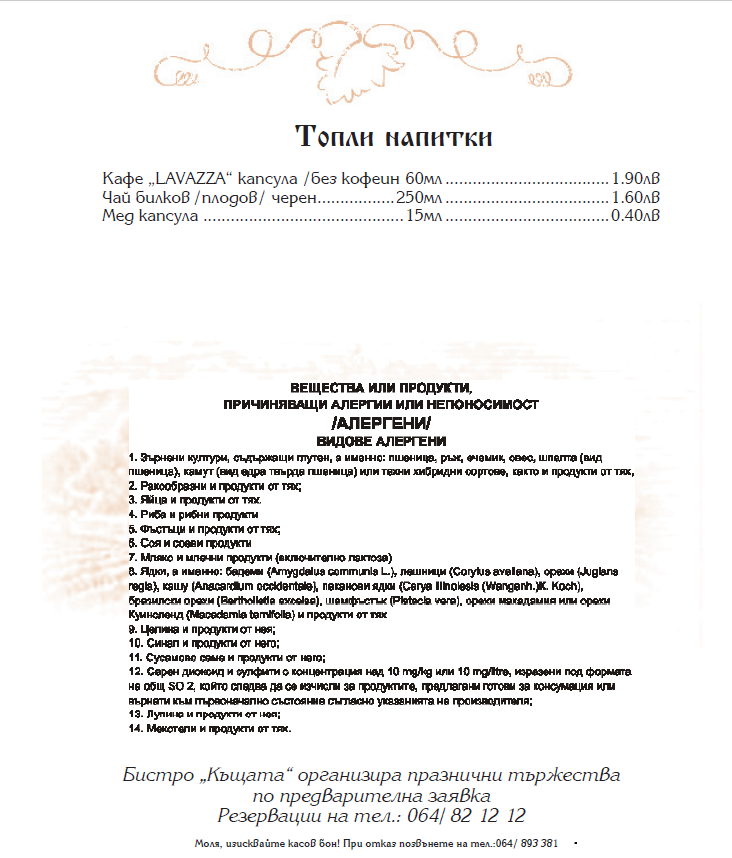 Топли напитки
Кафе „LAVAZZA“ капсула /без кофеин 60мл .................................... 1.90лв
Чай билков /плодов/ черен.................250мл .................................... 1.60лв
Мед капсула ............................................ 15мл .................................... 0.40лв
ВЕЩЕСТВА ИЛИ ПРОДУКТИ,
ПРИЧИНЯВАЩИ АЛЕРГИИ ИЛИ НЕПОНОСИМОСТ
/АЛЕРГЕНИ/
ВИДОВЕ АЛЕРГЕНИ
1. Зърнени култури, съдържащи глутен, а именно: пшеница, ръж, ечемик, овес, шпелта (вид
пшеница), камут (вид едра твърда пшеница) или техни хибридни сортове, както и продукти от тях,
2. Ракообразни и продукти от тях;
3. Яйца и продукти от тях.
4. Риба и рибни продукти
5. Фъстъци и продукти от тях;
6. Соя и соеви продукти
7. Мляко и млечни продукти (включително лактоза)
8. Ядки, а именно: бадеми (Amygdalus communis L.), лешници (Corylus avellana), орехи (Juglans
regia), кашу (Anacardium occidentale), пеканови ядки (Carya illinoiesis (Wangenh.)K. Koch),
бразилски орехи (Bertholletia excelsa), шамфъстък (Pistacia vera), орехи макадамия или орехи
Куинсленд (Macadamia ternifolia) и продукти от тях
9. Целина и продукти от нея;
10. Синап и продукти от него;
11. Сусамово семе и продукти от него;
12. Серен диоксид и сулфити с концентрация над 10 mg/kg или 10 mg/litre, изразени под формата
на общ SO 2, който следва да се изчисли за продуктите, предлагани готови за консумация или
върнати към първоначално състояние съгласно указанията на производителя;
13. Лупина и продукти от нея;
14. Мекотели и продукти от тях.
Бистро „Къщата“ организира празнични тържества
по предварителна заявка
Резервации на тел.: 064/ 82 12 12
Моля, изисквайте касов бон! При отказ позвънете на тел.:064/ 893 381